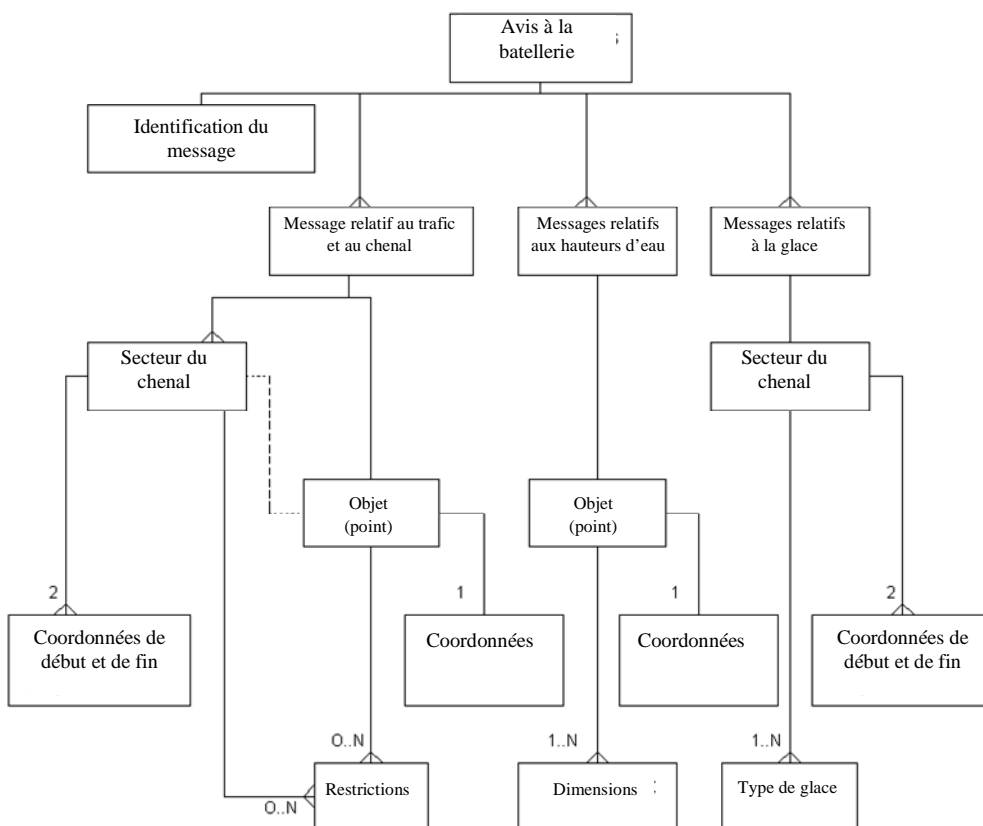 Avis à la
batellerie
Identification du
message
Message relatif au trafic
et au chenal
Messages relatifs
aux hauteurs d’eau
Messages relatifs
à la glace
Secteur du
chenal
Secteur du
chenal
Objet
(point)
Objet
(point)
2
1
1
2
Coordonnées de
début et de fin
Coordonnées
Coordonnées
Coordonnées de
début et de fin
0..N
1..N
1..N
Restrictions
Dimensions
Type de glace
0..N